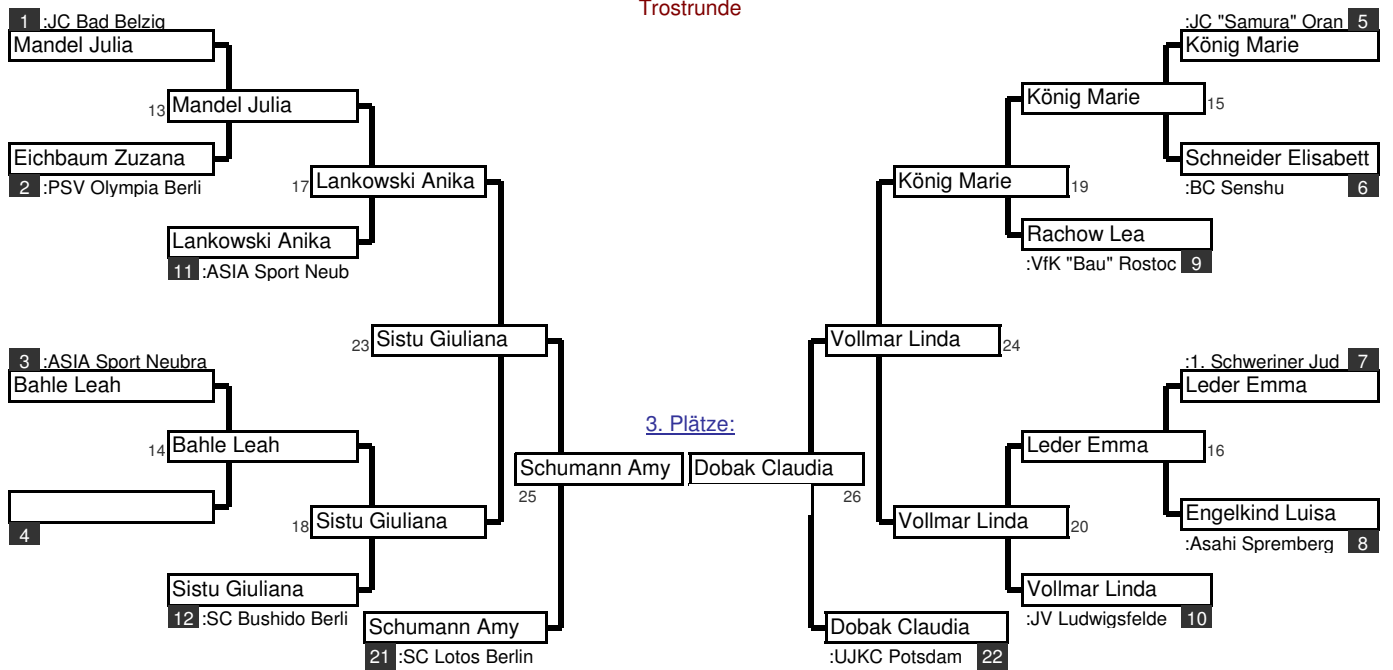 Trostrunde
1 :JC Bad Belzig
Mandel Julia
13 Mandel Julia
Eichbaum Zuzana
2 :PSV Olympia Berli
17 Lankowski Anika
Lankowski Anika
11 :ASIA Sport Neub
23 Sistu Giuliana
3 :ASIA Sport Neubra
Bahle Leah
14 Bahle Leah
4
18 Sistu Giuliana
Sistu Giuliana
12 :SC Bushido Berli
Schumann Amy
21 :SC Lotos Berlin
3. Plätze:
Schumann Amy
25
Dobak Claudia
26
:JC "Samura" Oran 5
König Marie
König Marie 15
Schneider Elisabett
:BC Senshu 6
König Marie 19
Rachow Lea
:VfK "Bau" Rostoc 9
Vollmar Linda 24
:1. Schweriner Jud 7
Leder Emma
Leder Emma 16
Engelkind Luisa
:Asahi Spremberg 8
Vollmar Linda 20
Vollmar Linda
:JV Ludwigsfelde 10
Dobak Claudia
:UJKC Potsdam 22